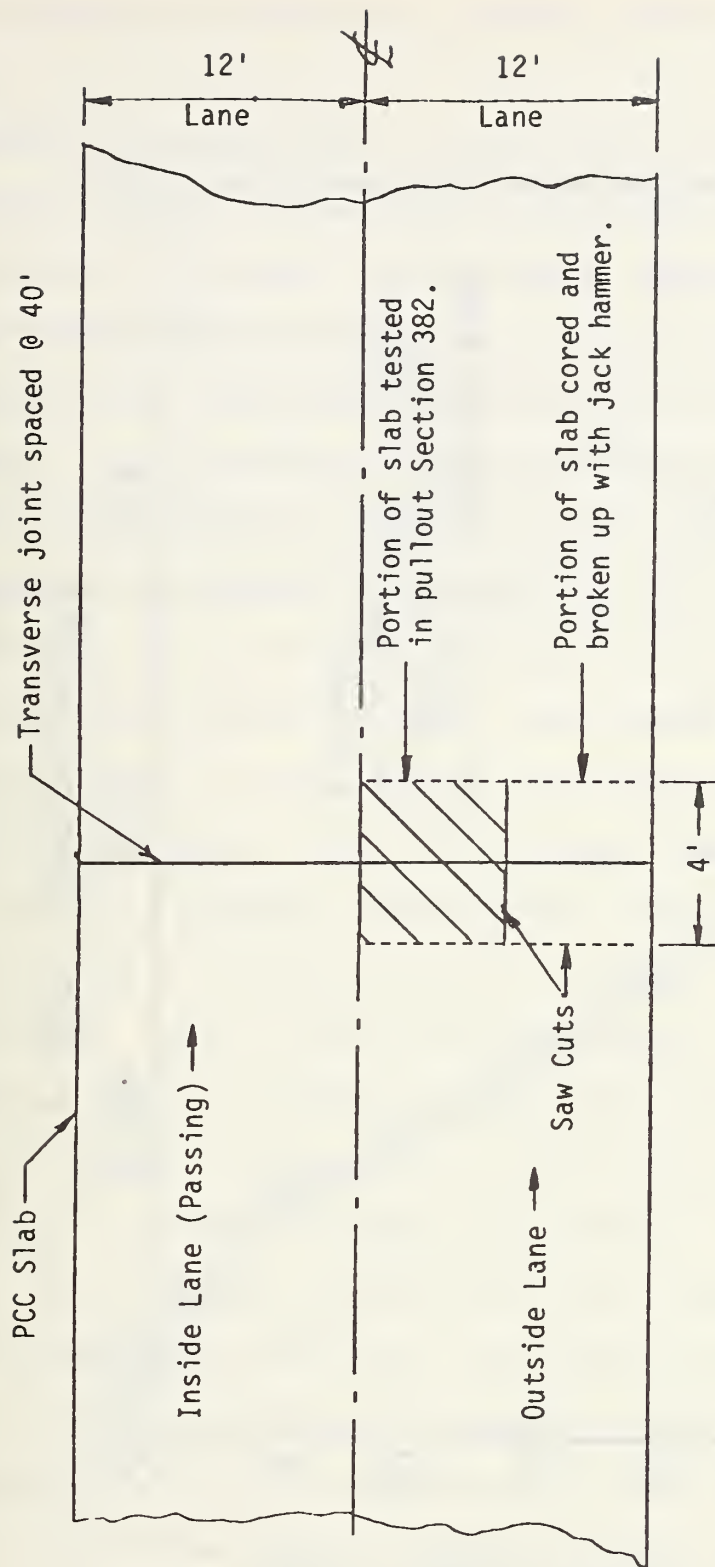 PCC Slab
Transverse joint spaced @ 40'
12'
Lane
℄
12'
Lane
Inside Lane (Passing)
Portion of slab tested
in pullout Section 382.
Outside Lane
Saw Cuts
Portion of slab cored and
broken up with jack hammer.
4'